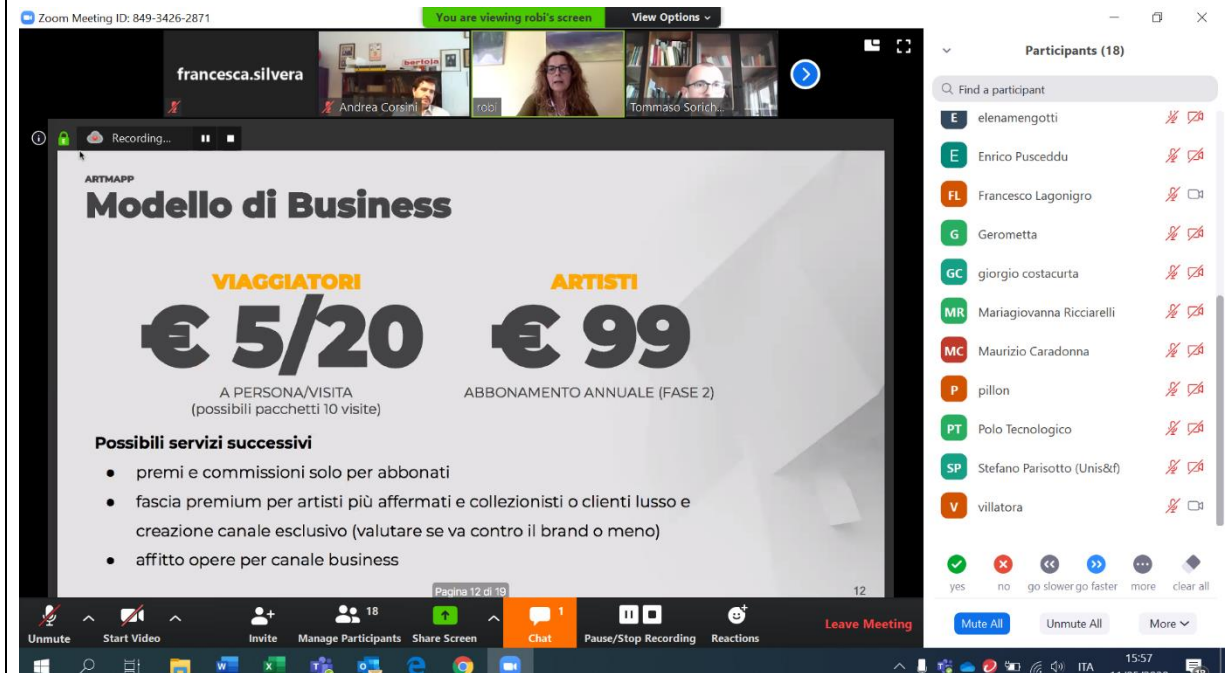 Zoom Meeting ID: 849-3426-2871
You are viewing robi's screen
View Options
francesca.silvera
bertola
Andrea Corsini
robi
Tommaso Sorich...
Recording...
ARTMAPP
Modello di Business
VIAGGIATORI
€ 5/20
A PERSONA/VISITA
(possibili pacchetti 10 visite)
ARTISTI
€ 99
ABBONAMENTO ANNUALE (FASE 2)
Possibili servizi successivi
● premi e commissioni solo per abbonati
● fascia premium per artisti più affermati e collezionisti o clienti lusso e
creazione canale esclusivo (valutare se va contro il brand o meno)
● affitto opere per canale business
Pagina 12 di 19
12
Participants (18)
Find a participant
E elenamengotti
E Enrico Pusceddu
FL Francesco Lagonigro
G Gerometta
GC giorgio costacurta
MR Mariagiovanna Ricciarelli
MC Maurizio Caradonna
P pillon
PT Polo Tecnologico
SP Stefano Parisotto (Unis&f)
V villatora
yes no go slower go faster more clear all
Mute All Unmute All More
Unmute Start Video Invite Manage Participants 18 Share Screen Chat 1 Pause/Stop Recording Reactions Leave Meeting
ITA
15:57